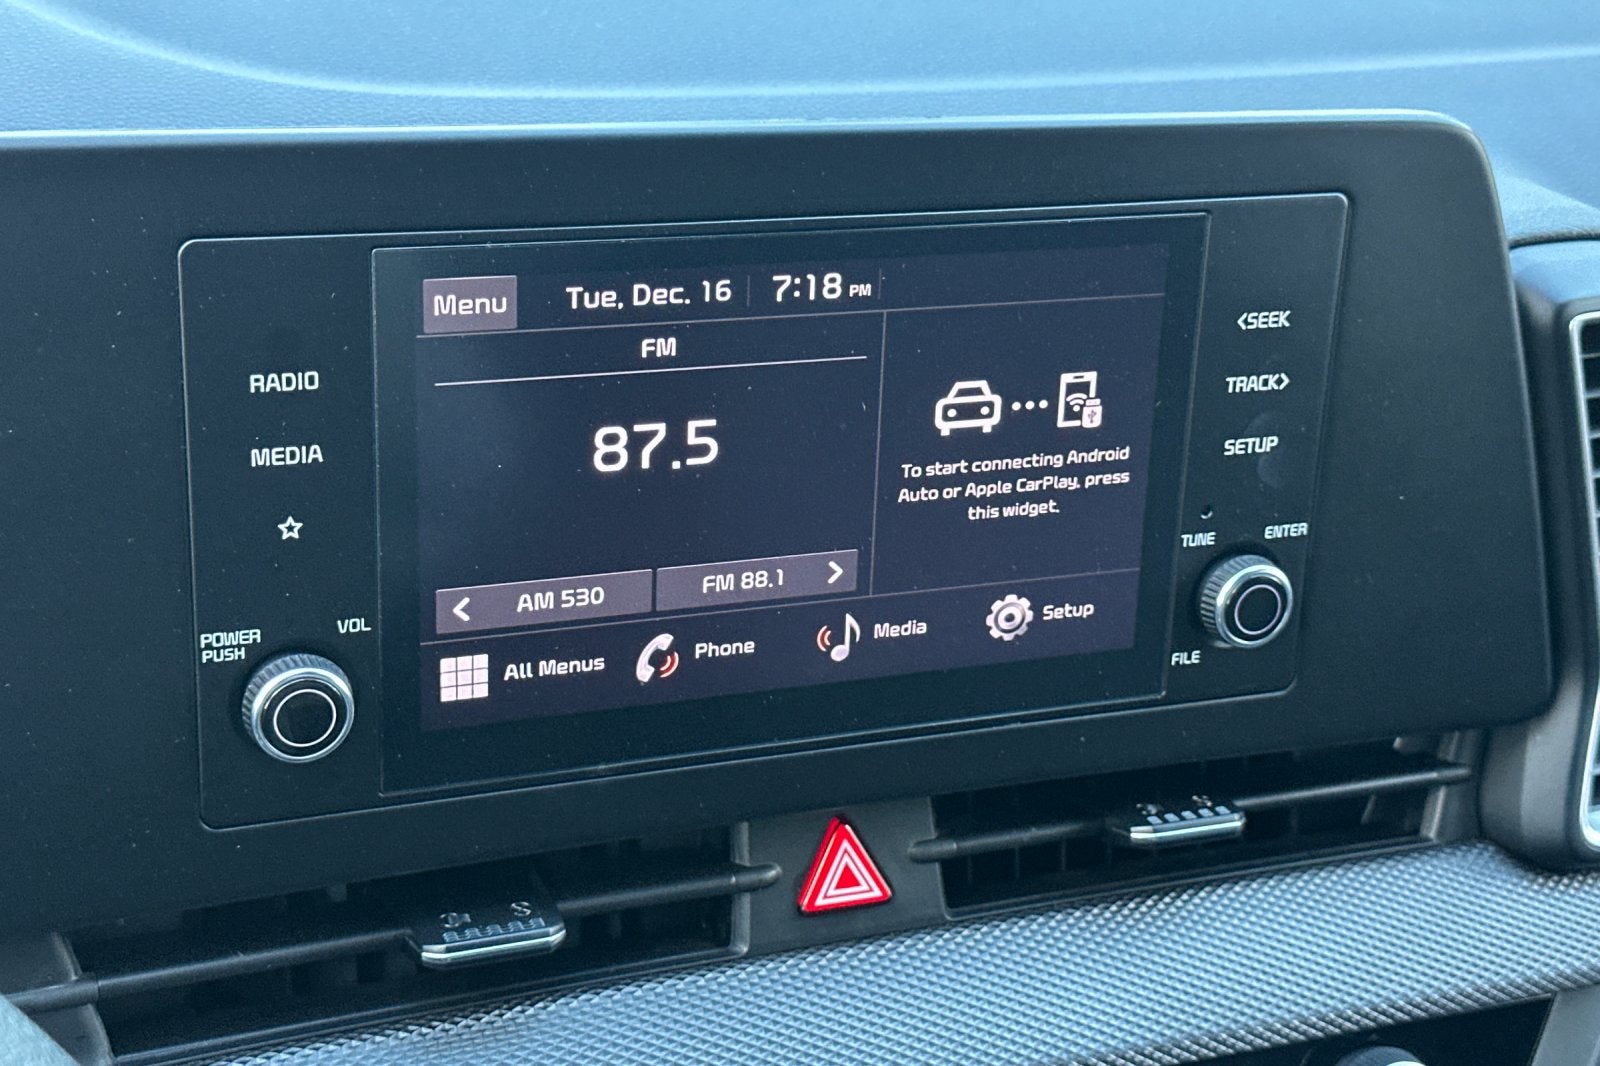 Menu
Tue, Dec. 16
7:18 PM
FM
87.5
AM 530
FM 88.1
To start connecting Android
Auto or Apple CarPlay, press
this widget.
All Menus
Phone
Media
Setup
RADIO
MEDIA
POWER
PUSH
VOL
<SEEK
TRACK>
SETUP
TUNE
ENTER
FILE